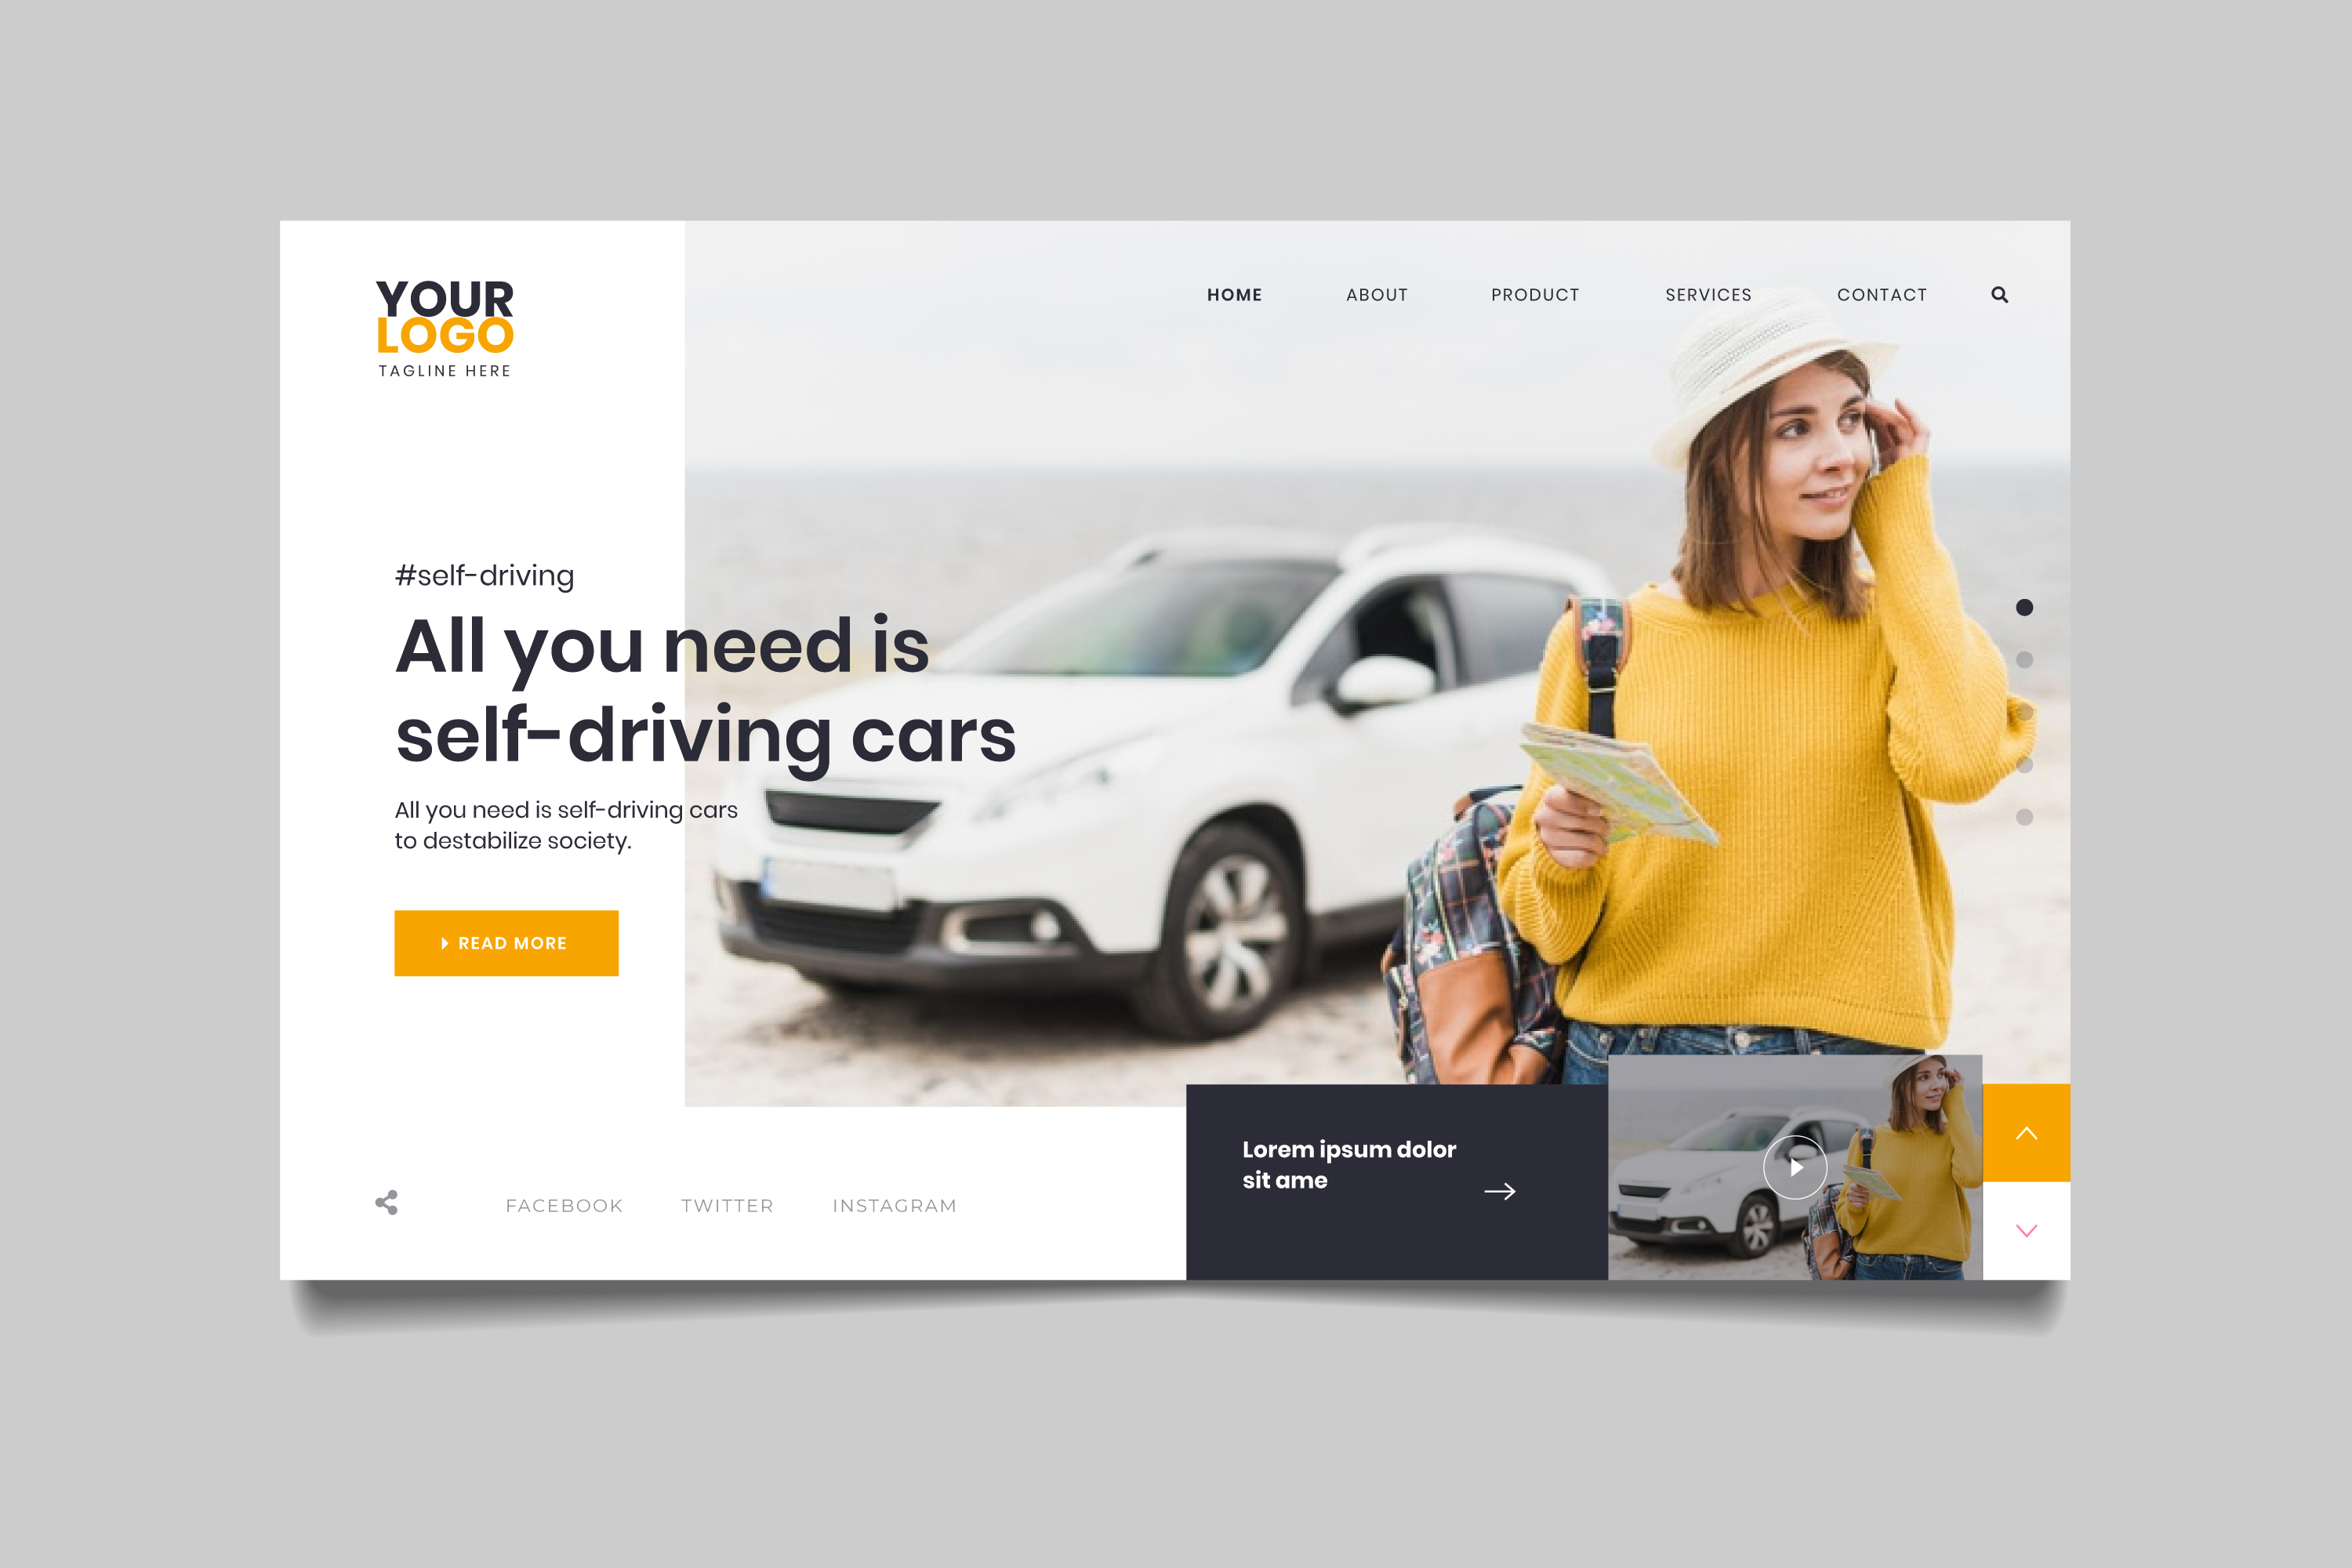 YOUR
LOGO
TAGLINE HERE
HOME
ABOUT
PRODUCT
SERVICES
CONTACT
#self-driving
All you need is
self-driving cars
All you need is self-driving cars
to destabilize society.
READ MORE
Lorem ipsum dolor
sit ame
FACEBOOK
TWITTER
INSTAGRAM